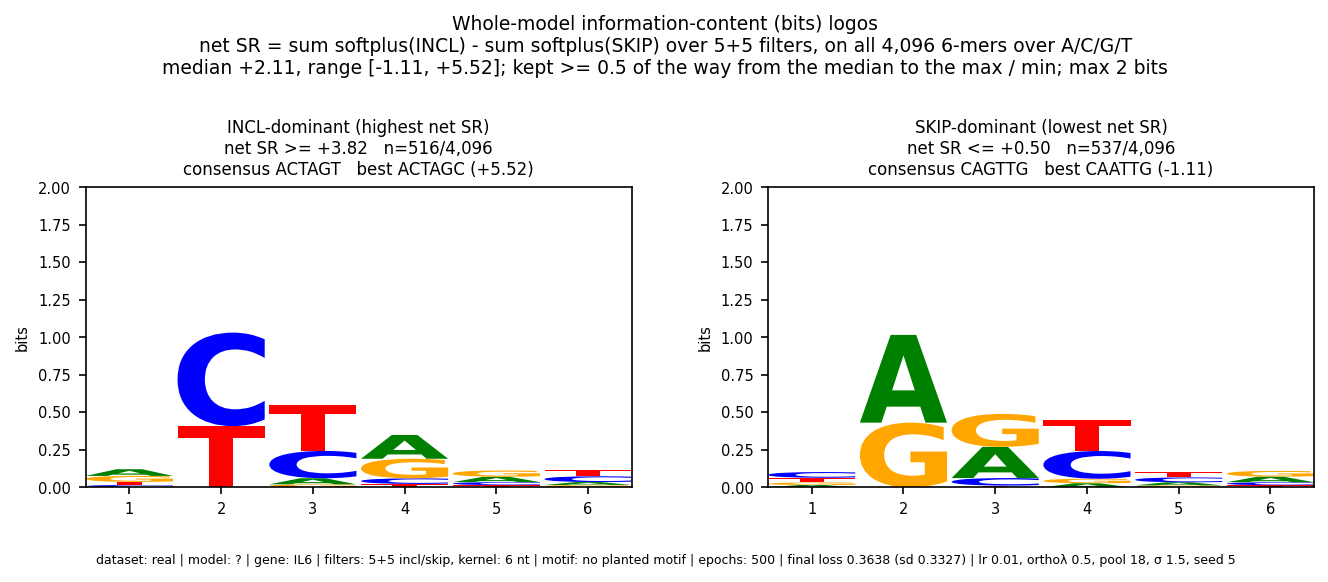 Whole-model information-content (bits) logos
net SR = sum softplus(INCL) - sum softplus(SKIP) over 5+5 filters, on all 4,096 6-mers over A/C/G/T
median +2.11, range [-1.11, +5.52]; kept >= 0.5 of the way from the median to the max / min; max 2 bits
INCL-dominant (highest net SR)
net SR >= +3.82   n=516/4,096
consensus ACTAGT   best ACTAGC (+5.52)
2.00
1.75
1.50
1.25
1.00
0.75
0.50
0.25
0.00
bits
A
G
T
C
T
T
C
A
A
G
C
T
G
A
C
T
C
A
1 2 3 4 5 6
SKIP-dominant (lowest net SR)
net SR <= +0.50   n=537/4,096
consensus CAGTTG   best CAATTG (-1.11)
2.00
1.75
1.50
1.25
1.00
0.75
0.50
0.25
0.00
bits
C
T
G
A
G
G
A
C
T
C
G
A
T
C
A
G
A
C
1 2 3 4 5 6
dataset: real | model: ? | gene: IL6 | filters: 5+5 incl/skip, kernel: 6 nt | motif: no planted motif | epochs: 500 | final loss 0.3638 (sd 0.3327) | lr 0.01, orthoλ 0.5, pool 18, σ 1.5, seed 5